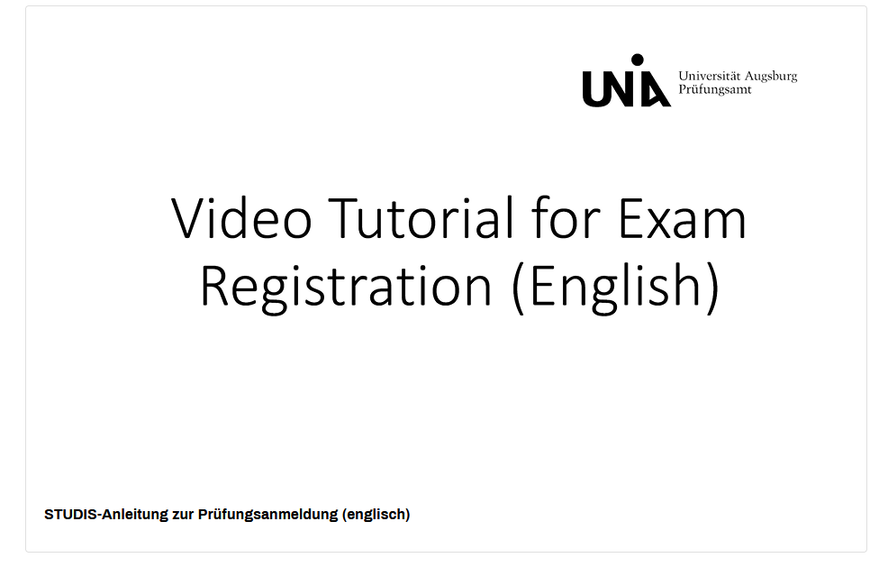 UNIA
Universität Augsburg
Prüfungsamt
Video Tutorial for Exam
Registration (English)
STUDIS-Anleitung zur Prüfungsanmeldung (englisch)